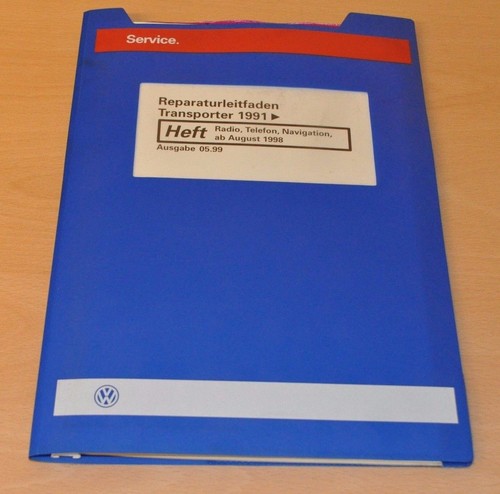 Service.
Reparaturleitfaden
Transporter 1991 ►
Heft Radio, Telefon, Navigation,
ab August 1998
Ausgabe 05.99